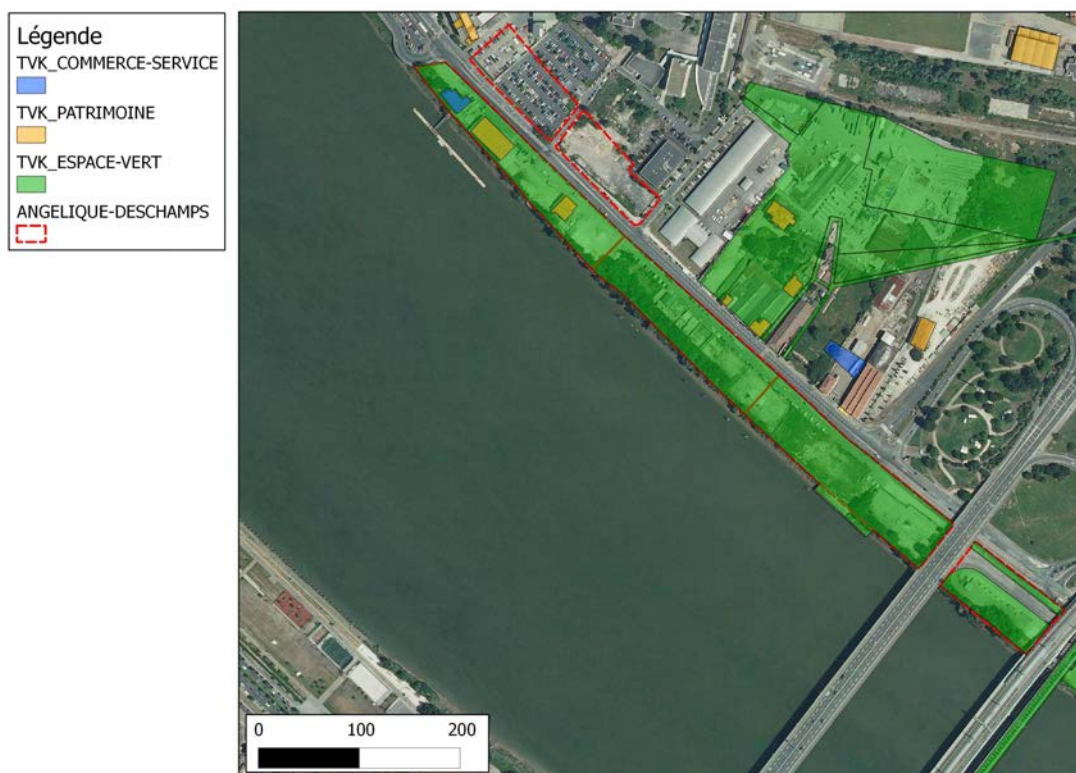 Légende
TVK_COMMERCE-SERVICE
TVK_PATRIMOINE
TVK_ESPACE-VERT
ANGELIQUE-DESCHAMPS
0 100 200